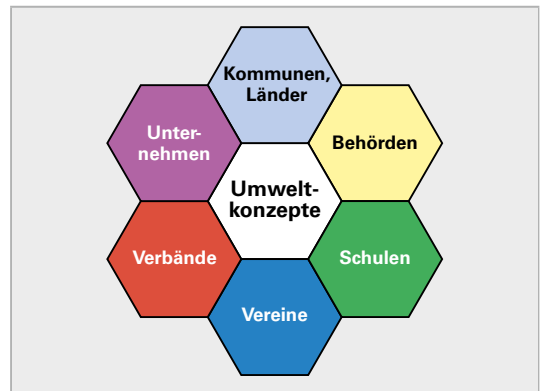 Kommunen,
Länder
Unter-
nehmen
Behörden
Umwelt-
konzepte
Verbände
Schulen
Vereine